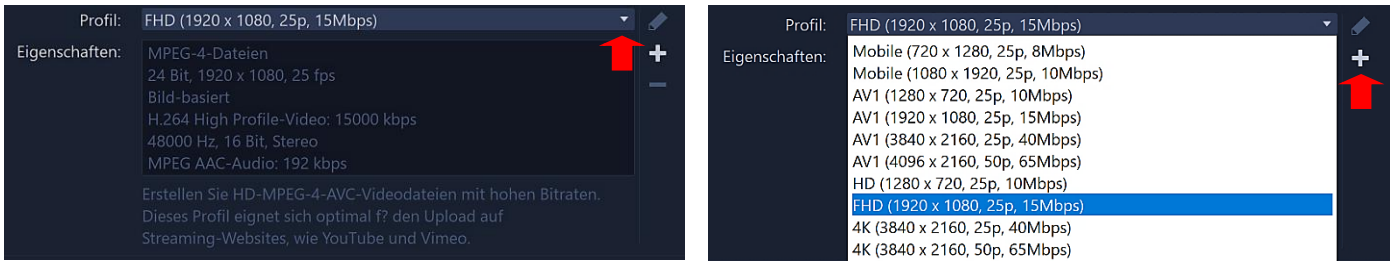 Profil: FHD (1920 x 1080, 25p, 15Mbps)
Eigenschaften: MPEG-4-Dateien
24 Bit, 1920 x 1080, 25 fps
Bild-basiert
H.264 High Profile-Video: 15000 kbps
48000 Hz, 16 Bit, Stereo
MPEG AAC-Audio: 192 kbps
Erstellen Sie HD-MPEG-4-AVC-Videodateien mit hohen Bitraten.
Dieses Profil eignet sich optimal f? den Upload auf
Streaming-Websites, wie YouTube und Vimeo.
Profil: FHD (1920 x 1080, 25p, 15Mbps)
Eigenschaften:
Mobile (720 x 1280, 25p, 8Mbps)
Mobile (1080 x 1920, 25p, 10Mbps)
AV1 (1280 x 720, 25p, 10Mbps)
AV1 (1920 x 1080, 25p, 15Mbps)
AV1 (3840 x 2160, 25p, 40Mbps)
AV1 (4096 x 2160, 50p, 65Mbps)
HD (1280 x 720, 25p, 10Mbps)
FHD (1920 x 1080, 25p, 15Mbps)
4K (3840 x 2160, 25p, 40Mbps)
4K (3840 x 2160, 50p, 65Mbps)